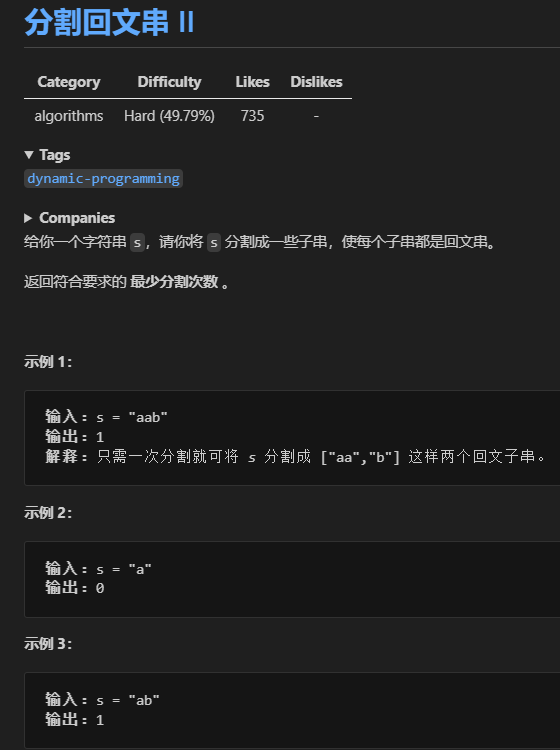 分割回文串 II
Category Difficulty Likes Dislikes
algorithms Hard (49.79%) 735 -
▼ Tags
dynamic-programming
▶ Companies
给你一个字符串 s，请你将 s 分割成一些子串，使每个子串都是回文串。
返回符合要求的 最少分割次数 。
示例 1：
输入：s = "aab"
输出：1
解释：只需一次分割就可将 s 分割成 ["aa","b"] 这样两个回文子串。
示例 2：
输入：s = "a"
输出：0
示例 3：
输入：s = "ab"
输出：1